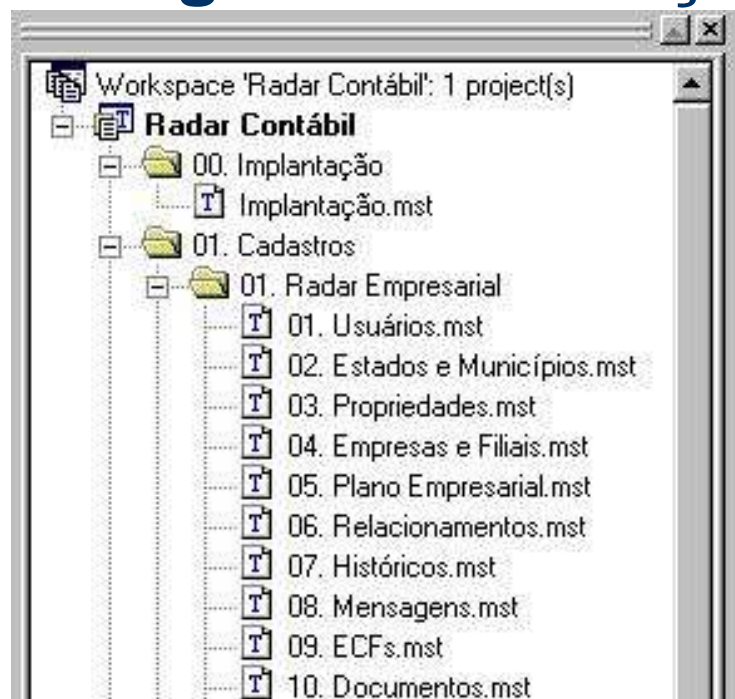 Workspace 'Radar Contábil': 1 project(s)
Radar Contábil
00. Implantação
Implantação.mst
01. Cadastros
01. Radar Empresarial
01. Usuários.mst
02. Estados e Municípios.mst
03. Propriedades.mst
04. Empresas e Filiais.mst
05. Plano Empresarial.mst
06. Relacionamentos.mst
07. Históricos.mst
08. Mensagens.mst
09. ECFs.mst
10. Documentos.mst